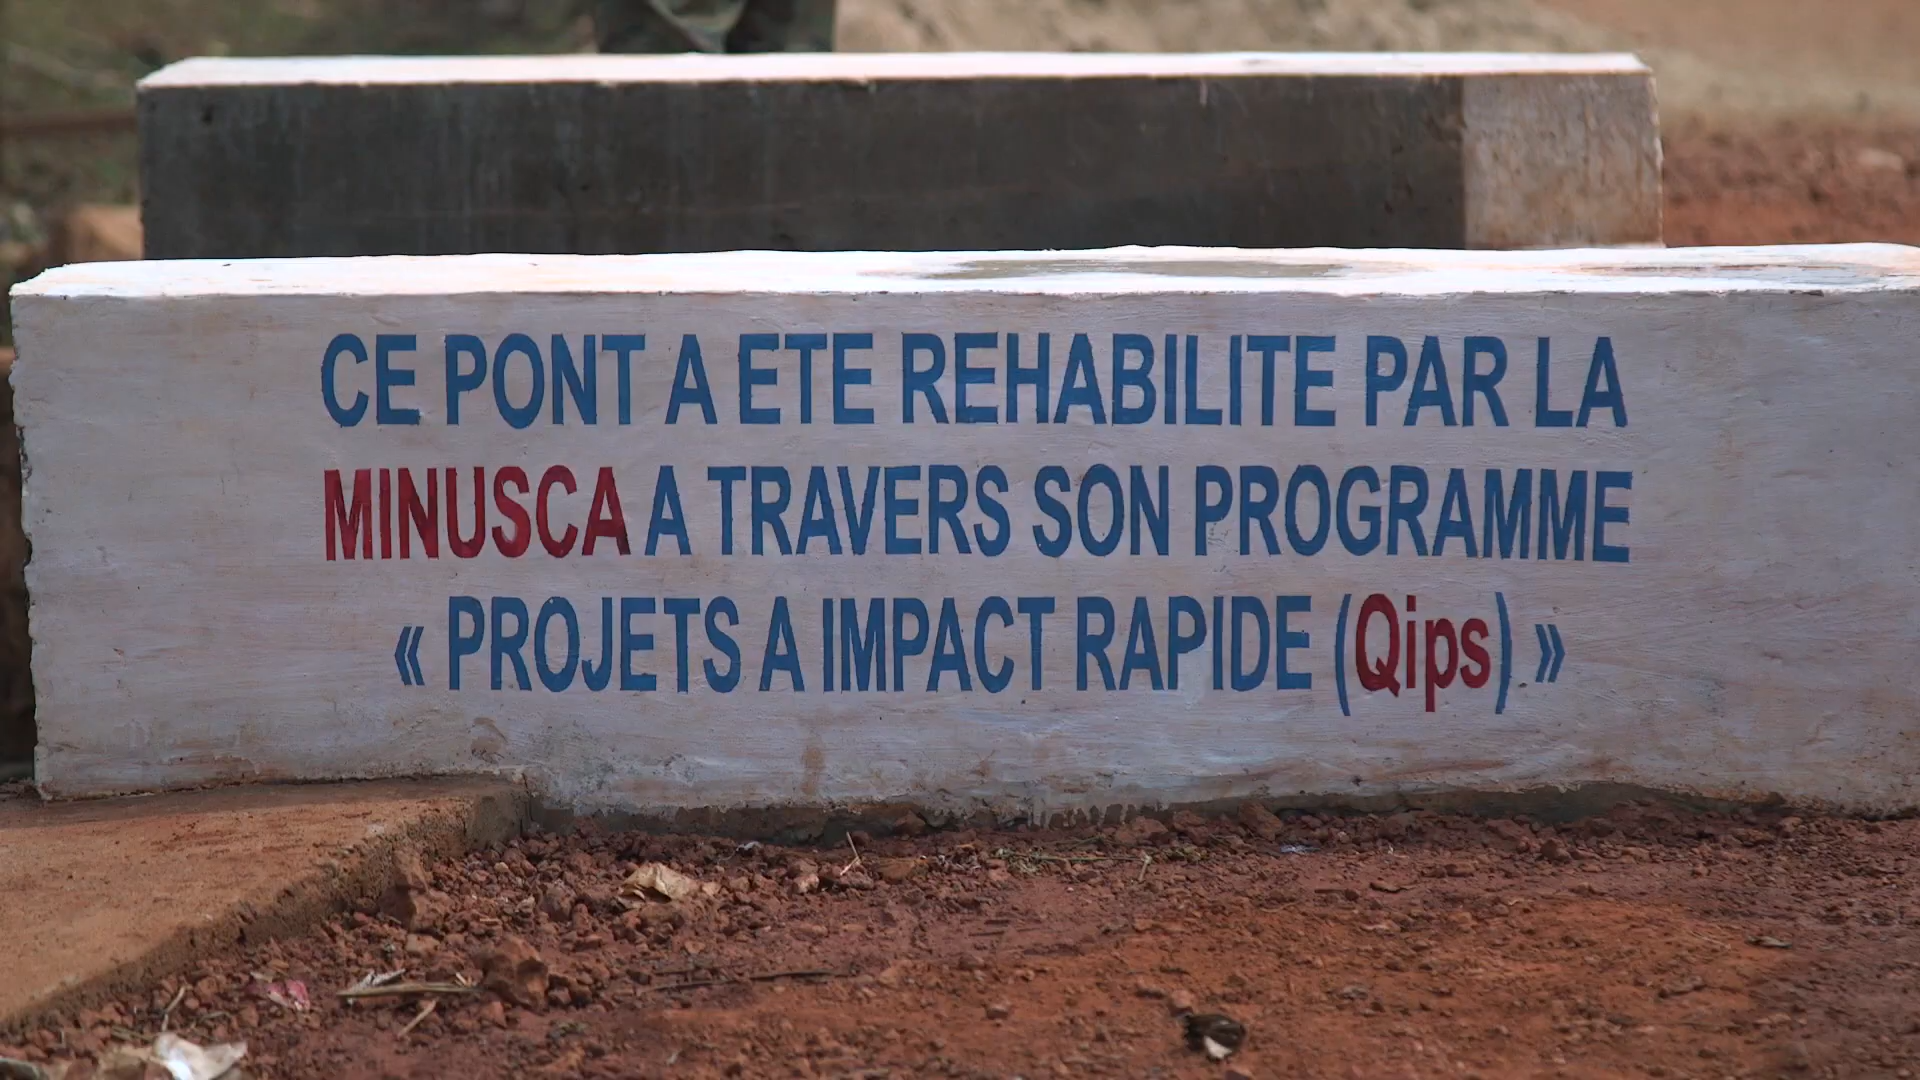 CE PONT A ETE REHABILITE PAR LA
MINUSCA A TRAVERS SON PROGRAMME
« PROJETS A IMPACT RAPIDE (Qips) »